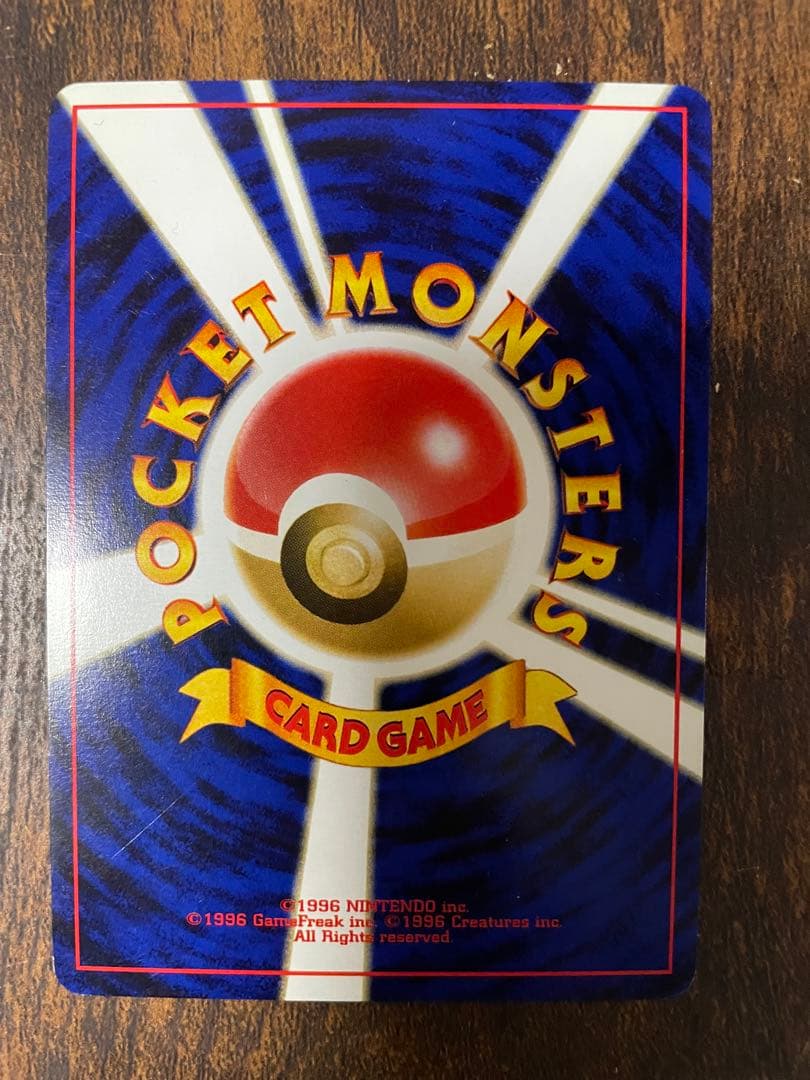 POCKET MONSTERS
CARD GAME
©1996 NINTENDO inc.
©1996 GameFreak inc. ©1996 Creatures inc.
All Rights reserved.